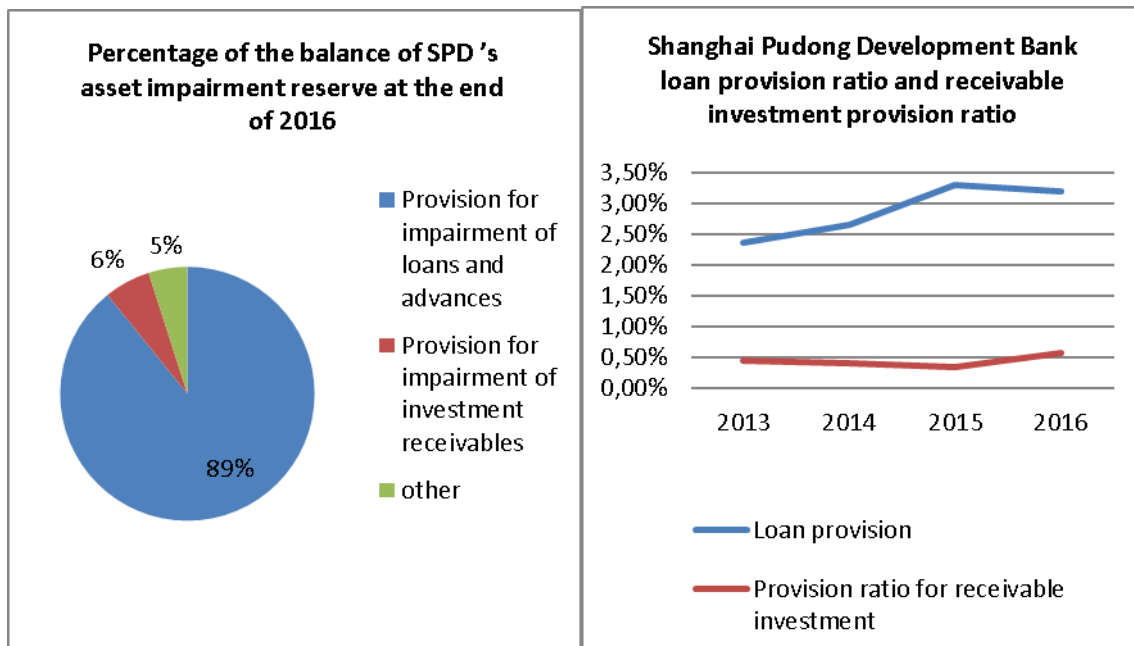 Percentage of the balance of SPD 's
asset impairment reserve at the end
of 2016
5%
6%
89%
Provision for
impairment of
loans and
advances
Provision for
impairment of
investment
receivables
other
Shanghai Pudong Development Bank
loan provision ratio and receivable
investment provision ratio
3,50%
3,00%
2,50%
2,00%
1,50%
1,00%
0,50%
0,00%
2013 2014 2015 2016
Loan provision
Provision ratio for receivable
investment